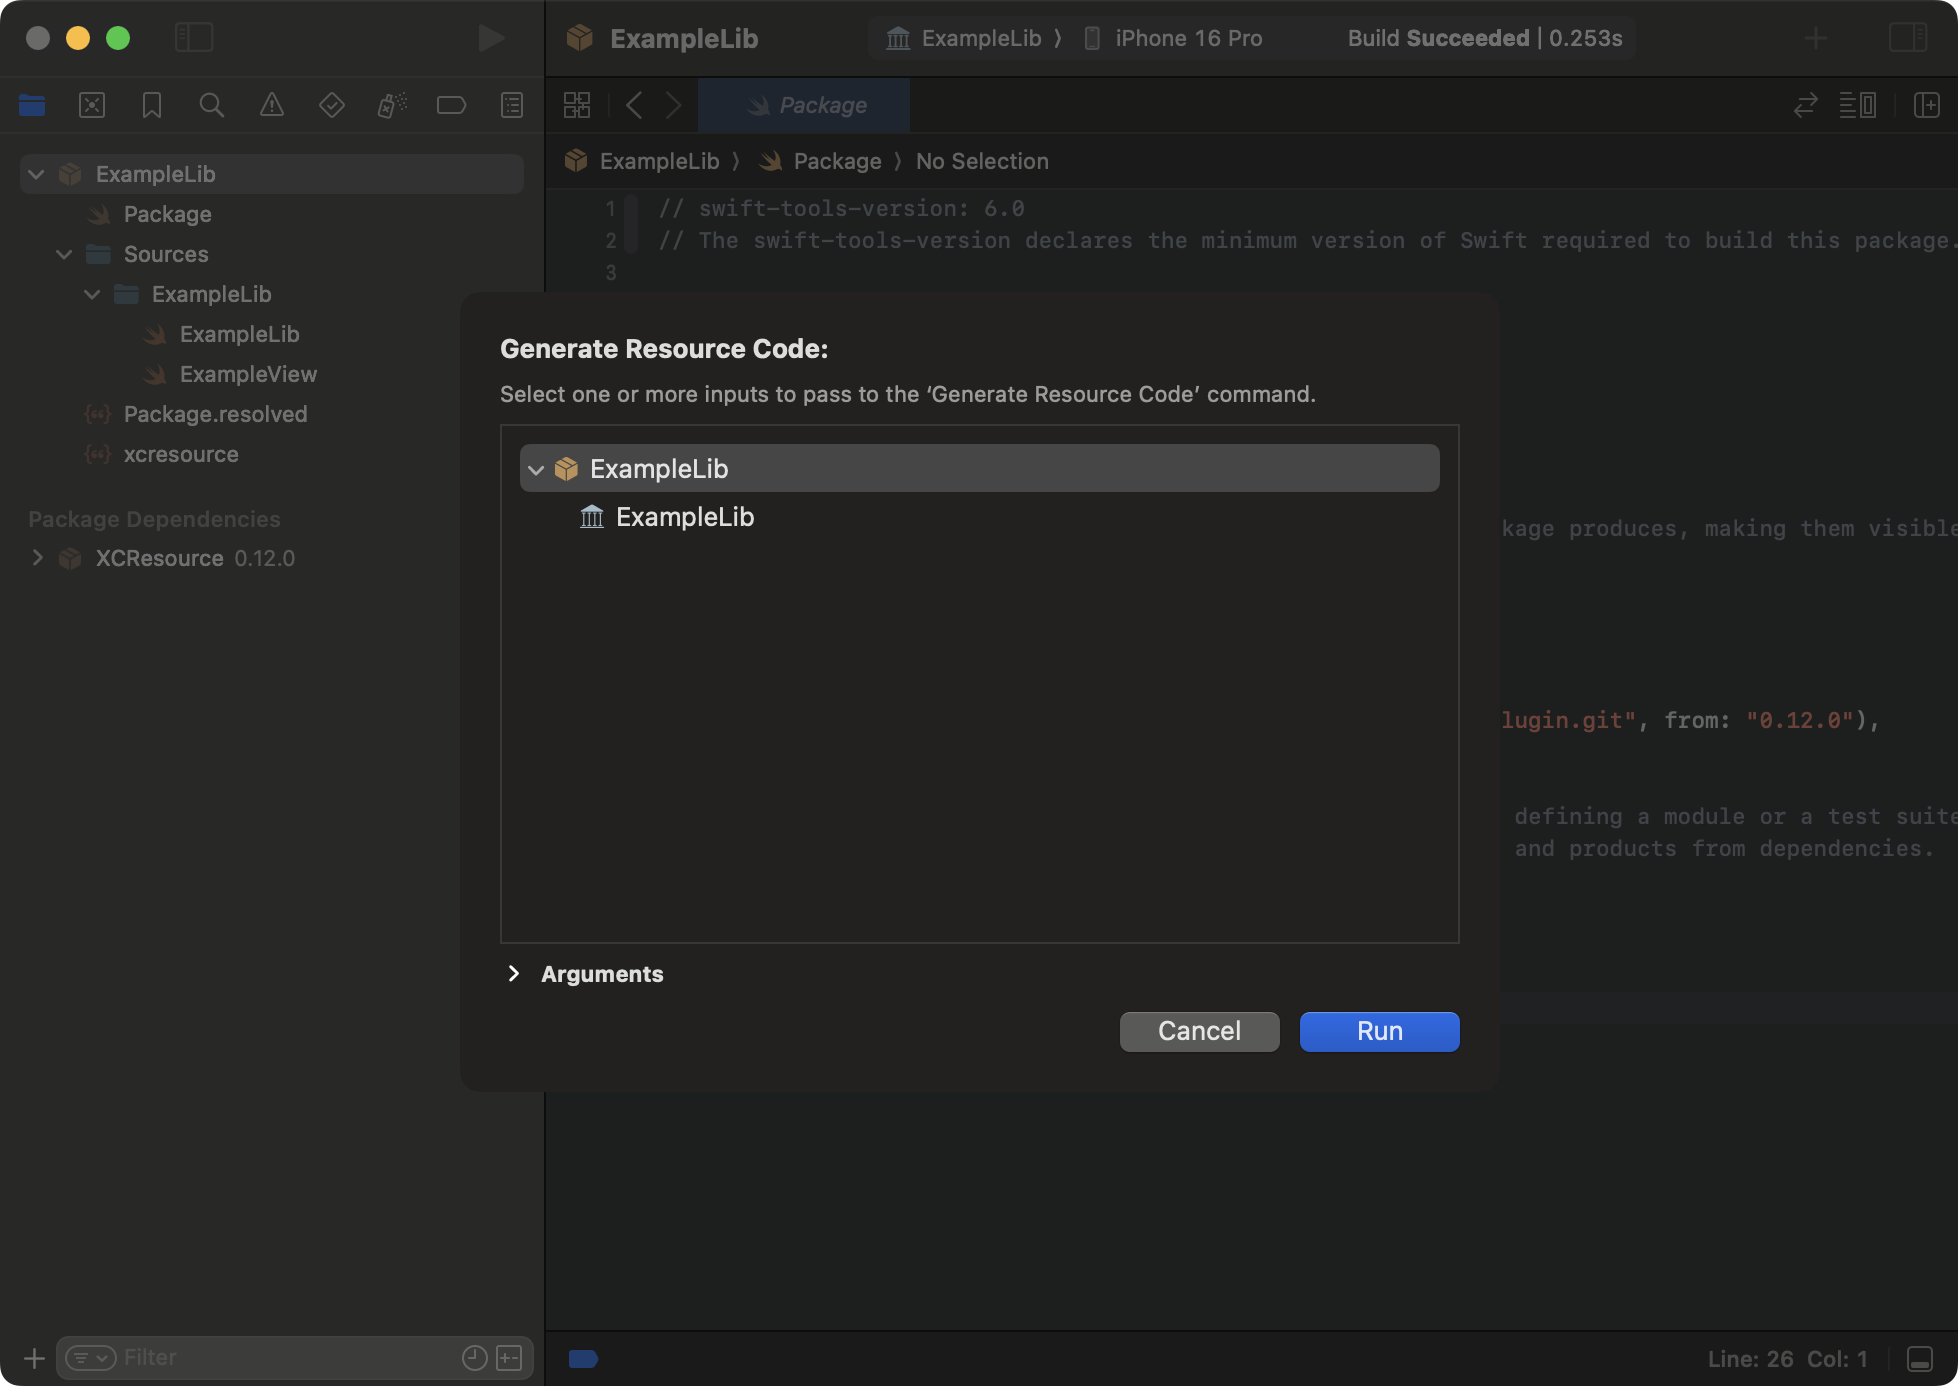 ExampleLib
ExampleLib
iPhone 16 Pro
Build Succeeded | 0.253s
Package
ExampleLib
Package
Sources
ExampleLib
ExampleLib
ExampleView
Package.resolved
xcresource
Package Dependencies
XCResource 0.12.0
Filter
ExampleLib ⟩ Package ⟩ No Selection
1 // swift-tools-version: 6.0
2 // The swift-tools-version declares the minimum version of Swift required to build this package.
3
kage produces, making them visible
lugin.git", from: "0.12.0"),
defining a module or a test suite
and products from dependencies.
Generate Resource Code:
Select one or more inputs to pass to the ‘Generate Resource Code’ command.
ExampleLib
ExampleLib
Arguments
Cancel
Run
Line: 26 Col: 1